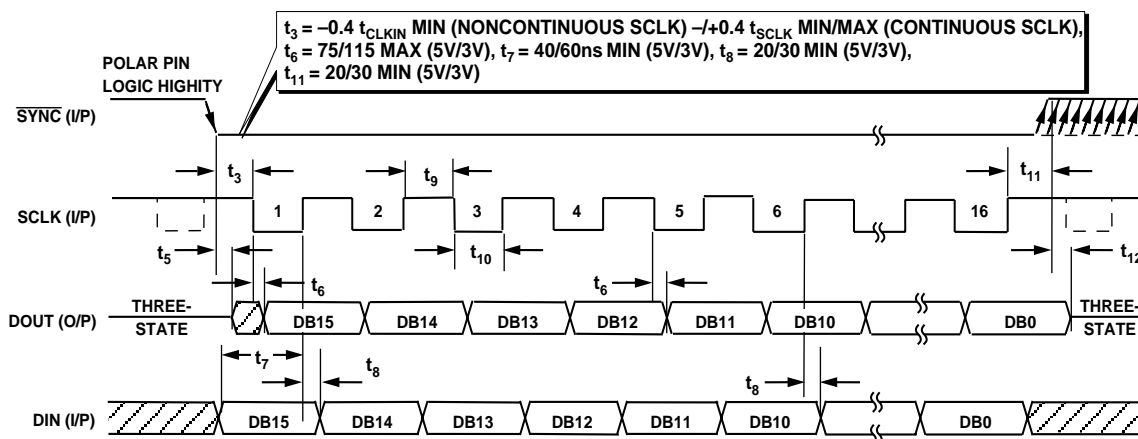 t3 = –0.4 tCLKIN MIN (NONCONTINUOUS SCLK) –/+0.4 tSCLK MIN/MAX (CONTINUOUS SCLK),
t6 = 75/115 MAX (5V/3V), t7 = 40/60ns MIN (5V/3V), t8 = 20/30 MIN (5V/3V),
t11 = 20/30 MIN (5V/3V)
POLAR PIN
LOGIC HIGHITY
SYNC (I/P)
t3
t9
t11
SCLK (I/P)
1
2
3
4
5
6
16
t5
t10
t12
t6
t6
DOUT (O/P)
THREE-
STATE
DB15
DB14
DB13
DB12
DB11
DB10
DB0
THREE-
STATE
t7
t8
t8
DIN (I/P)
DB15
DB14
DB13
DB12
DB11
DB10
DB0